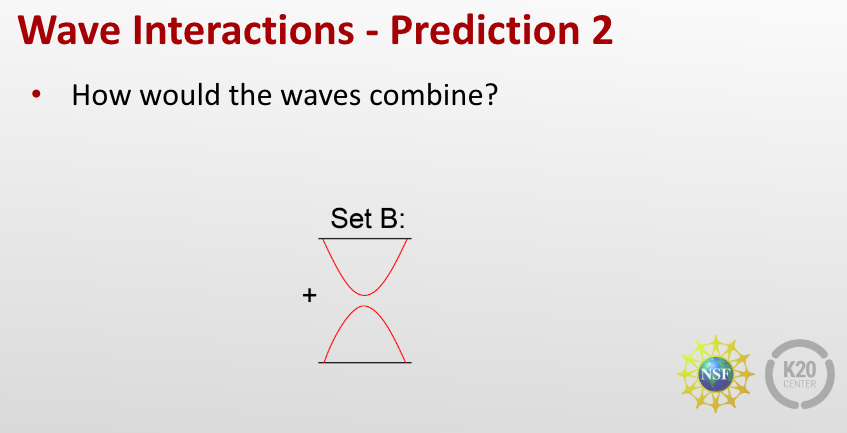 Wave Interactions - Prediction 2
• How would the waves combine?
Set B:
+
NSF
K20
CENTER